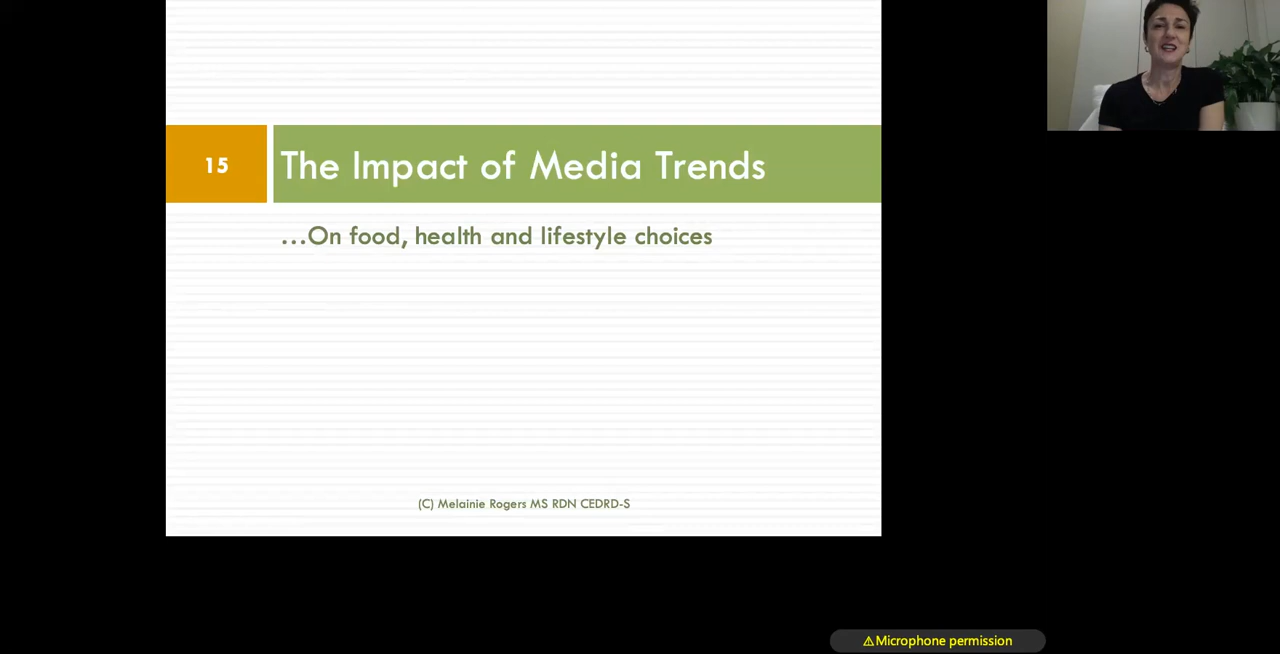 15
The Impact of Media Trends
...On food, health and lifestyle choices
(C) Melainie Rogers MS RDN CEDRD-S
⚠Microphone permission